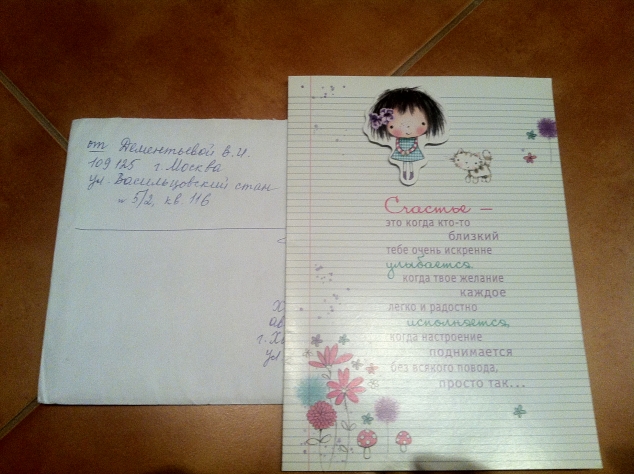 от Дементьевой В.И.
109125 г. Москва
ул. Васильцовский стан
5/2, кв. 116
г. Х
ул.
Счастье –
это когда кто-то
близкий
тебе очень искренне
улыбается
когда твое желание
каждое
легко и радостно
исполняется,
когда настроение
поднимается
без всякого повода,
просто так...